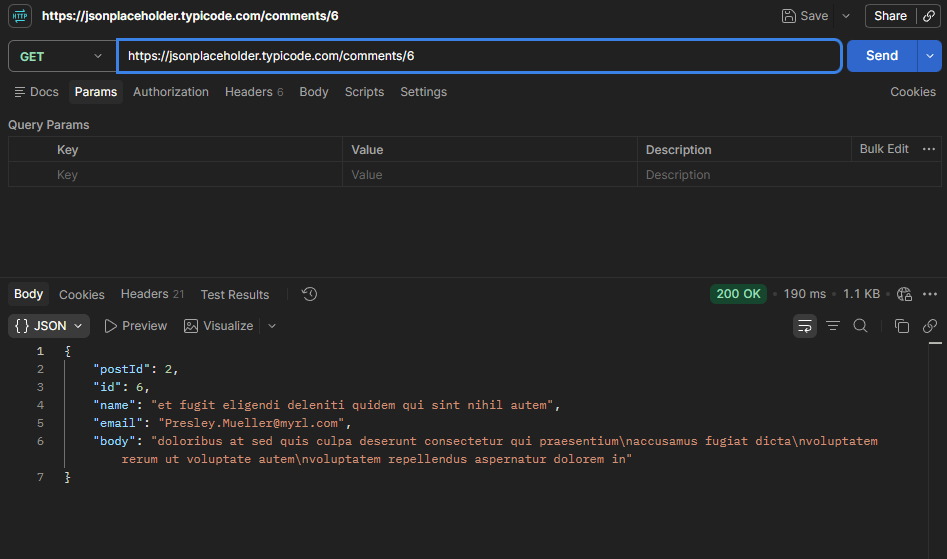 HTTP https://jsonplaceholder.typicode.com/comments/6 Save Share
GET https://jsonplaceholder.typicode.com/comments/6 Send
Docs Params Authorization Headers 6 Body Scripts Settings Cookies
Query Params
Key Value Description Bulk Edit ...
Key Value Description
Body Cookies Headers 21 Test Results 200 OK • 190 ms • 1.1 KB • ...
{} JSON Preview Visualize
1 {
2 "postId": 2,
3 "id": 6,
4 "name": "et fugit eligendi deleniti quidem qui sint nihil autem",
5 "email": "Presley.Mueller@myrl.com",
6 "body": "doloribus at sed quis culpa deserunt consectetur qui praesentium\naccusamus fugiat dicta\nvoluptatem
rerum ut voluptate autem\nvoluptatem repellendus aspernatur dolorem in"
7 }